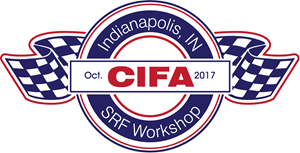 Indianapolis, IN
Oct. CIFA 2017
SRF Workshop